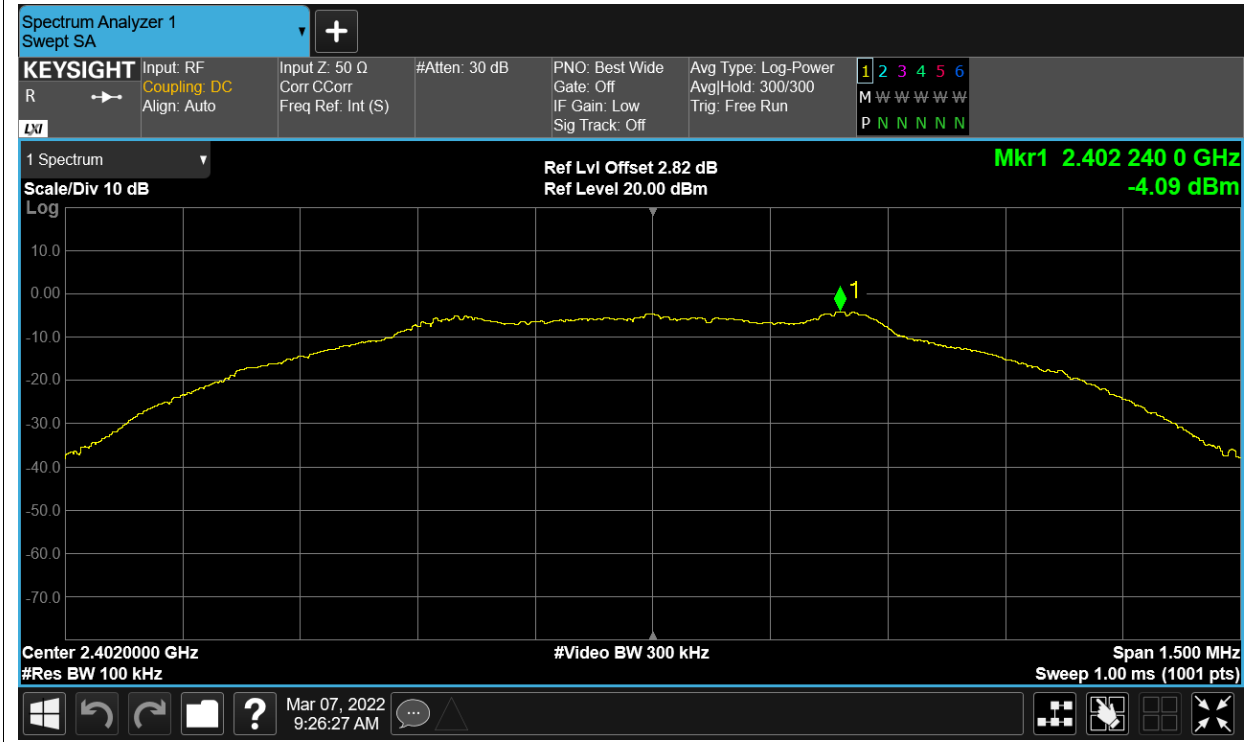 Spectrum Analyzer 1
Swept SA
+
KEYSIGHT
R
LXI
Input: RF
Coupling: DC
Align: Auto
Input Z: 50 Ω
Corr CCorr
Freq Ref: Int (S)
#Atten: 30 dB
PNO: Best Wide
Gate: Off
IF Gain: Low
Sig Track: Off
Avg Type: Log-Power
Avg|Hold: 300/300
Trig: Free Run
1 2 3 4 5 6
M W W W W W W
P N N N N N N
1 Spectrum
Scale/Div 10 dB
Log
Ref Lvl Offset 2.82 dB
Ref Level 20.00 dBm
Mkr1 2.402 240 0 GHz
-4.09 dBm
10.0
0.00
-10.0
-20.0
-30.0
-40.0
-50.0
-60.0
-70.0
1
Center 2.4020000 GHz
#Res BW 100 kHz
#Video BW 300 kHz
Span 1.500 MHz
Sweep 1.00 ms (1001 pts)
?
Mar 07, 2022
9:26:27 AM